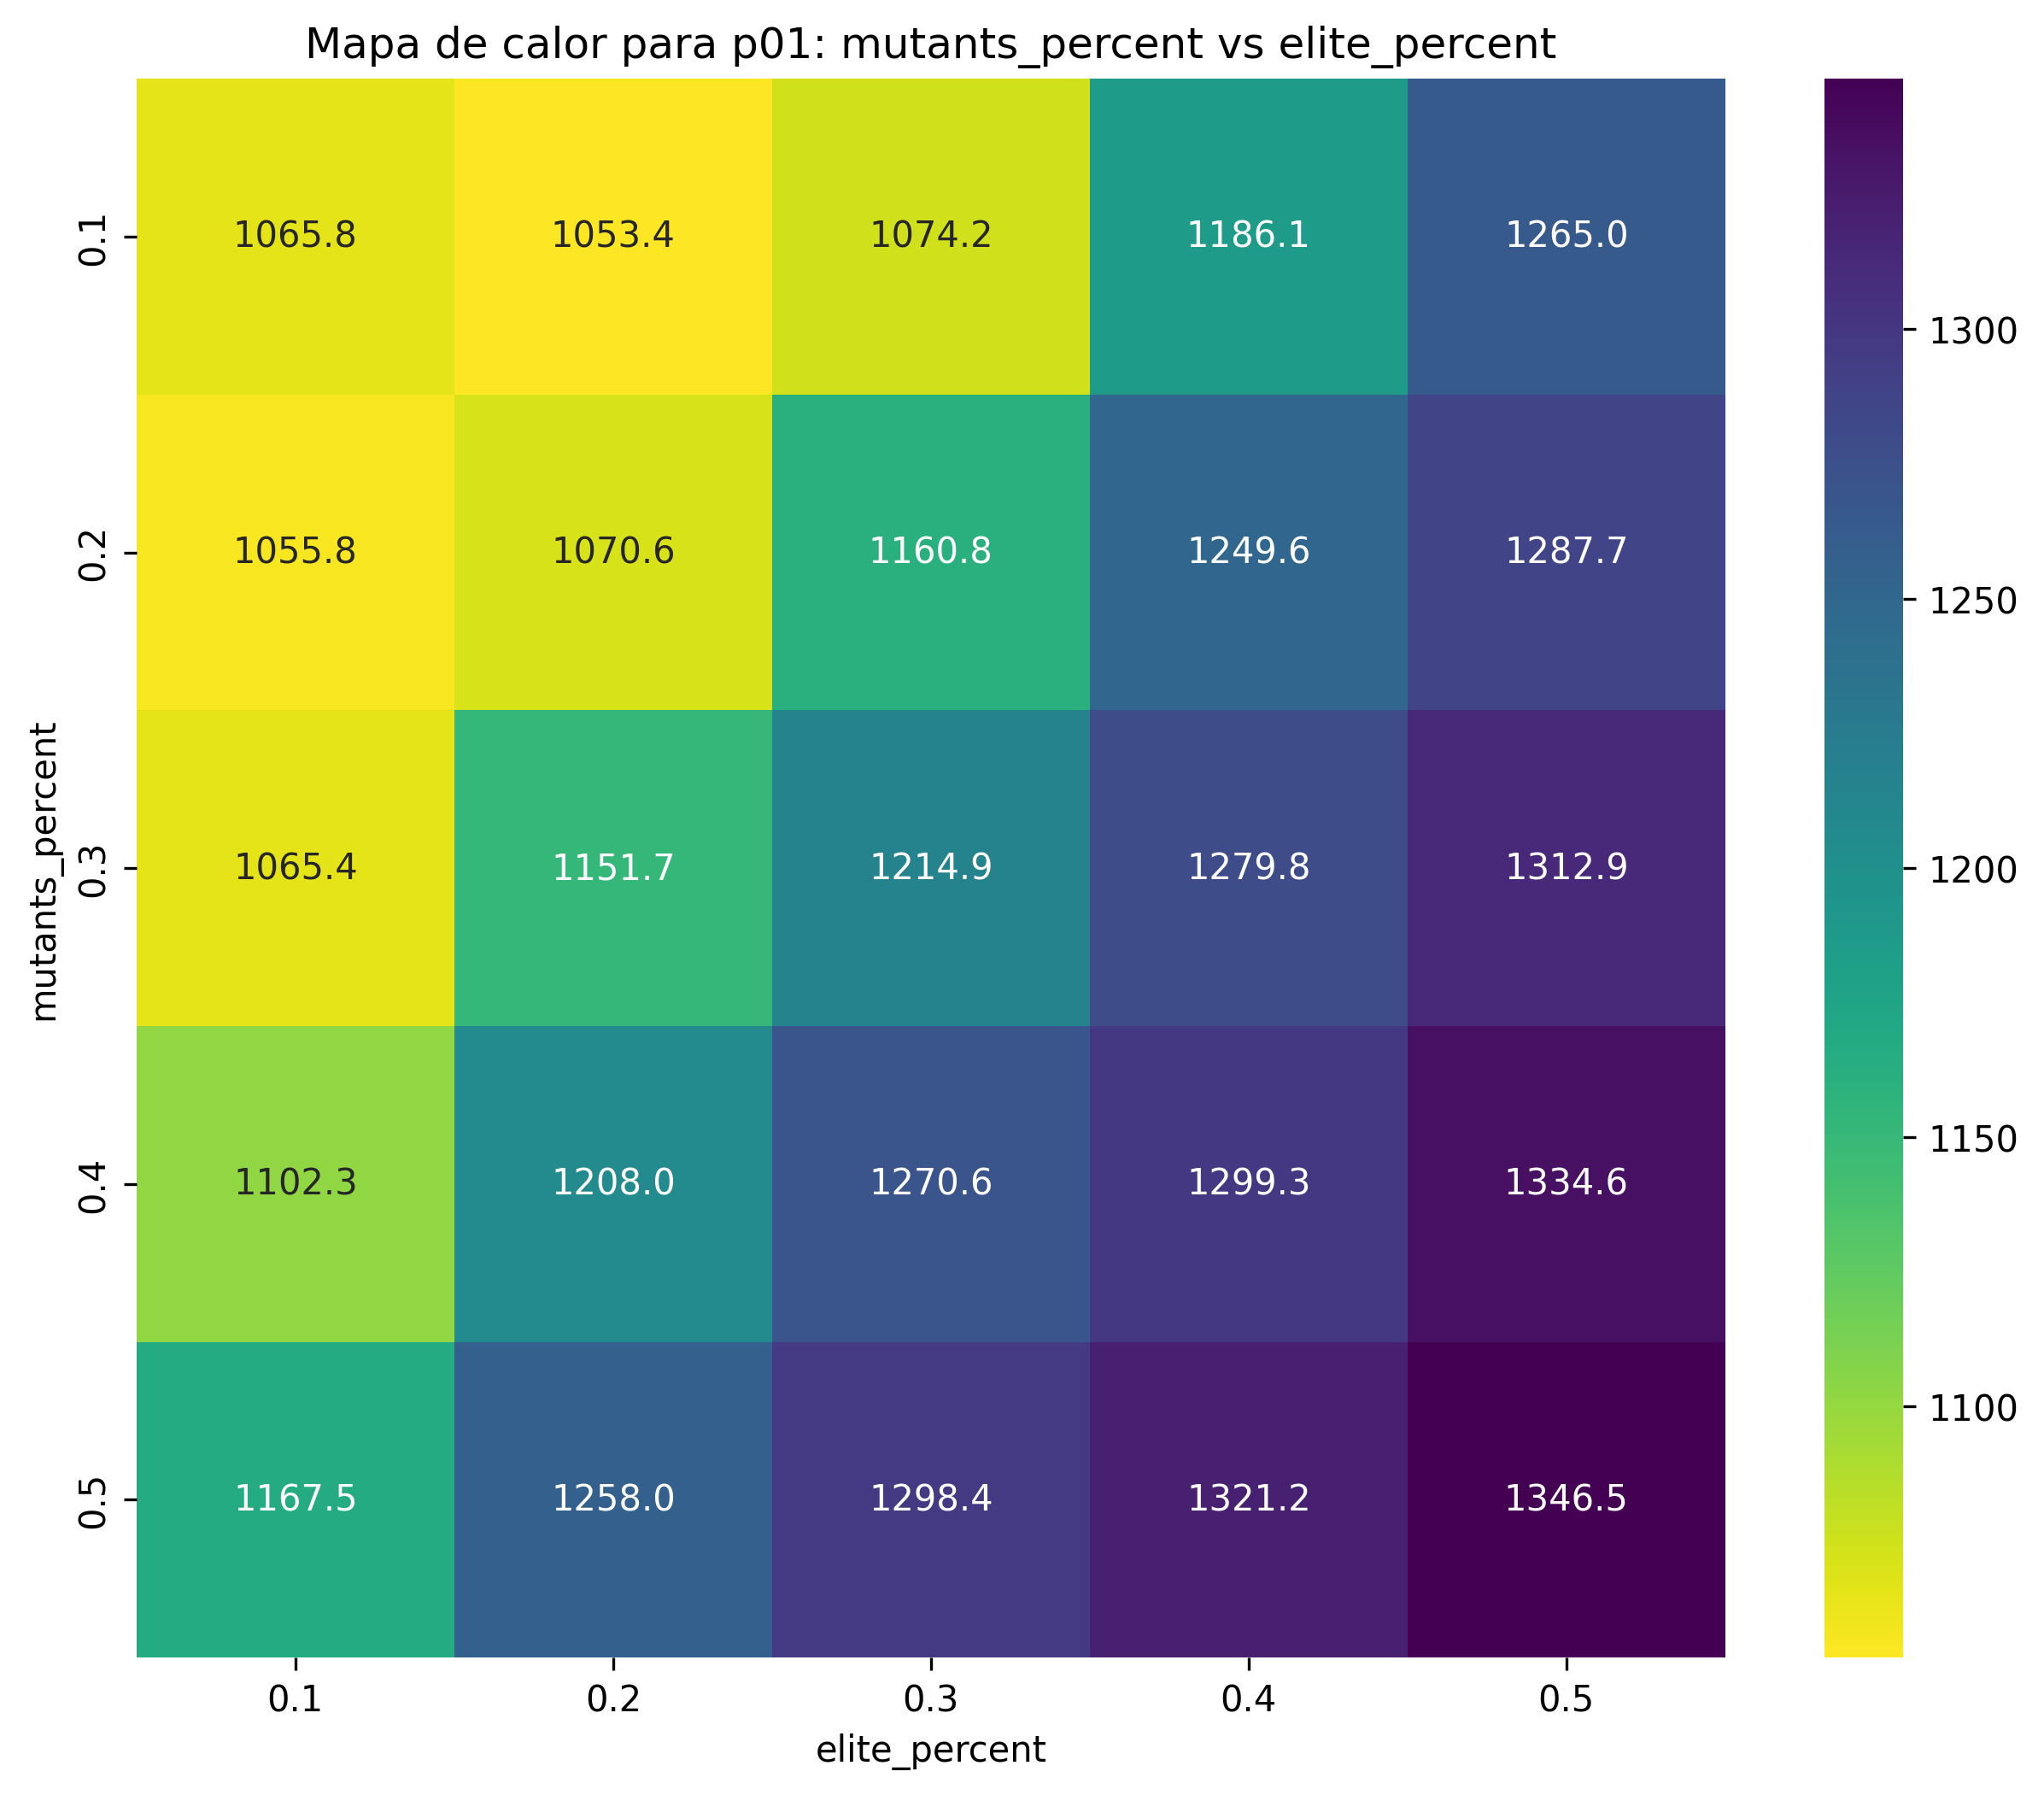 Mapa de calor para p01: mutants_percent vs elite_percent
mutants_percent
0.1 1065.8 1053.4 1074.2 1186.1 1265.0
0.2 1055.8 1070.6 1160.8 1249.6 1287.7
0.3 1065.4 1151.7 1214.9 1279.8 1312.9
0.4 1102.3 1208.0 1270.6 1299.3 1334.6
0.5 1167.5 1258.0 1298.4 1321.2 1346.5
0.1 0.2 0.3 0.4 0.5
elite_percent
1300
1250
1200
1150
1100